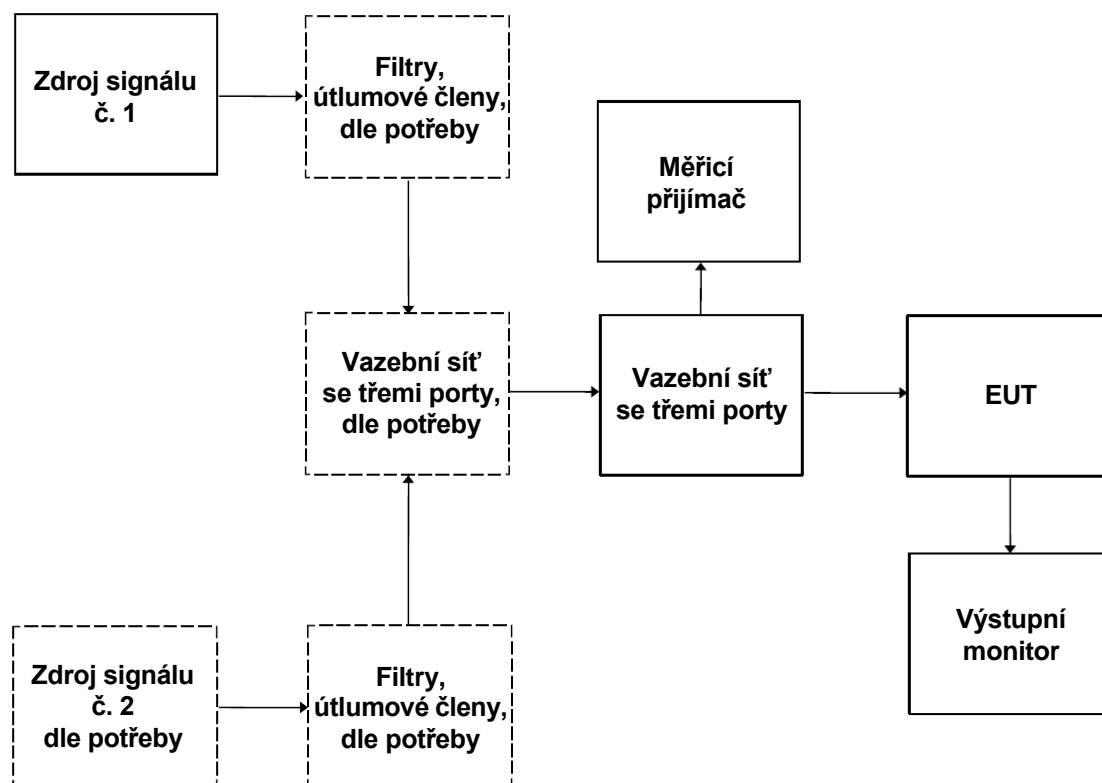 Zdroj signálu
č. 1
Filtry,
útlumové členy,
dle potřeby
Měřicí
přijímač
Vazební síť
se třemi porty,
dle potřeby
Vazební síť
se třemi porty
EUT
Výstupní
monitor
Zdroj signálu
č. 2
dle potřeby
Filtry,
útlumové členy,
dle potřeby